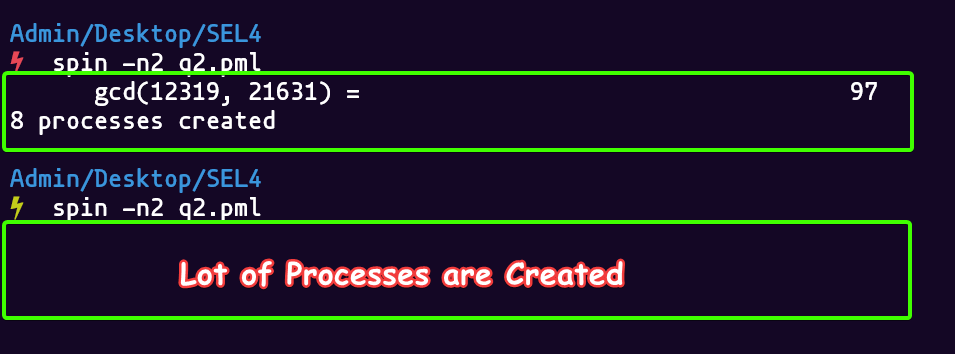 Admin/Desktop/SEL4
spin -n2 q2.pml
gcd(12319, 21631) = 97
8 processes created
Admin/Desktop/SEL4
spin -n2 q2.pml
Lot of Processes are Created